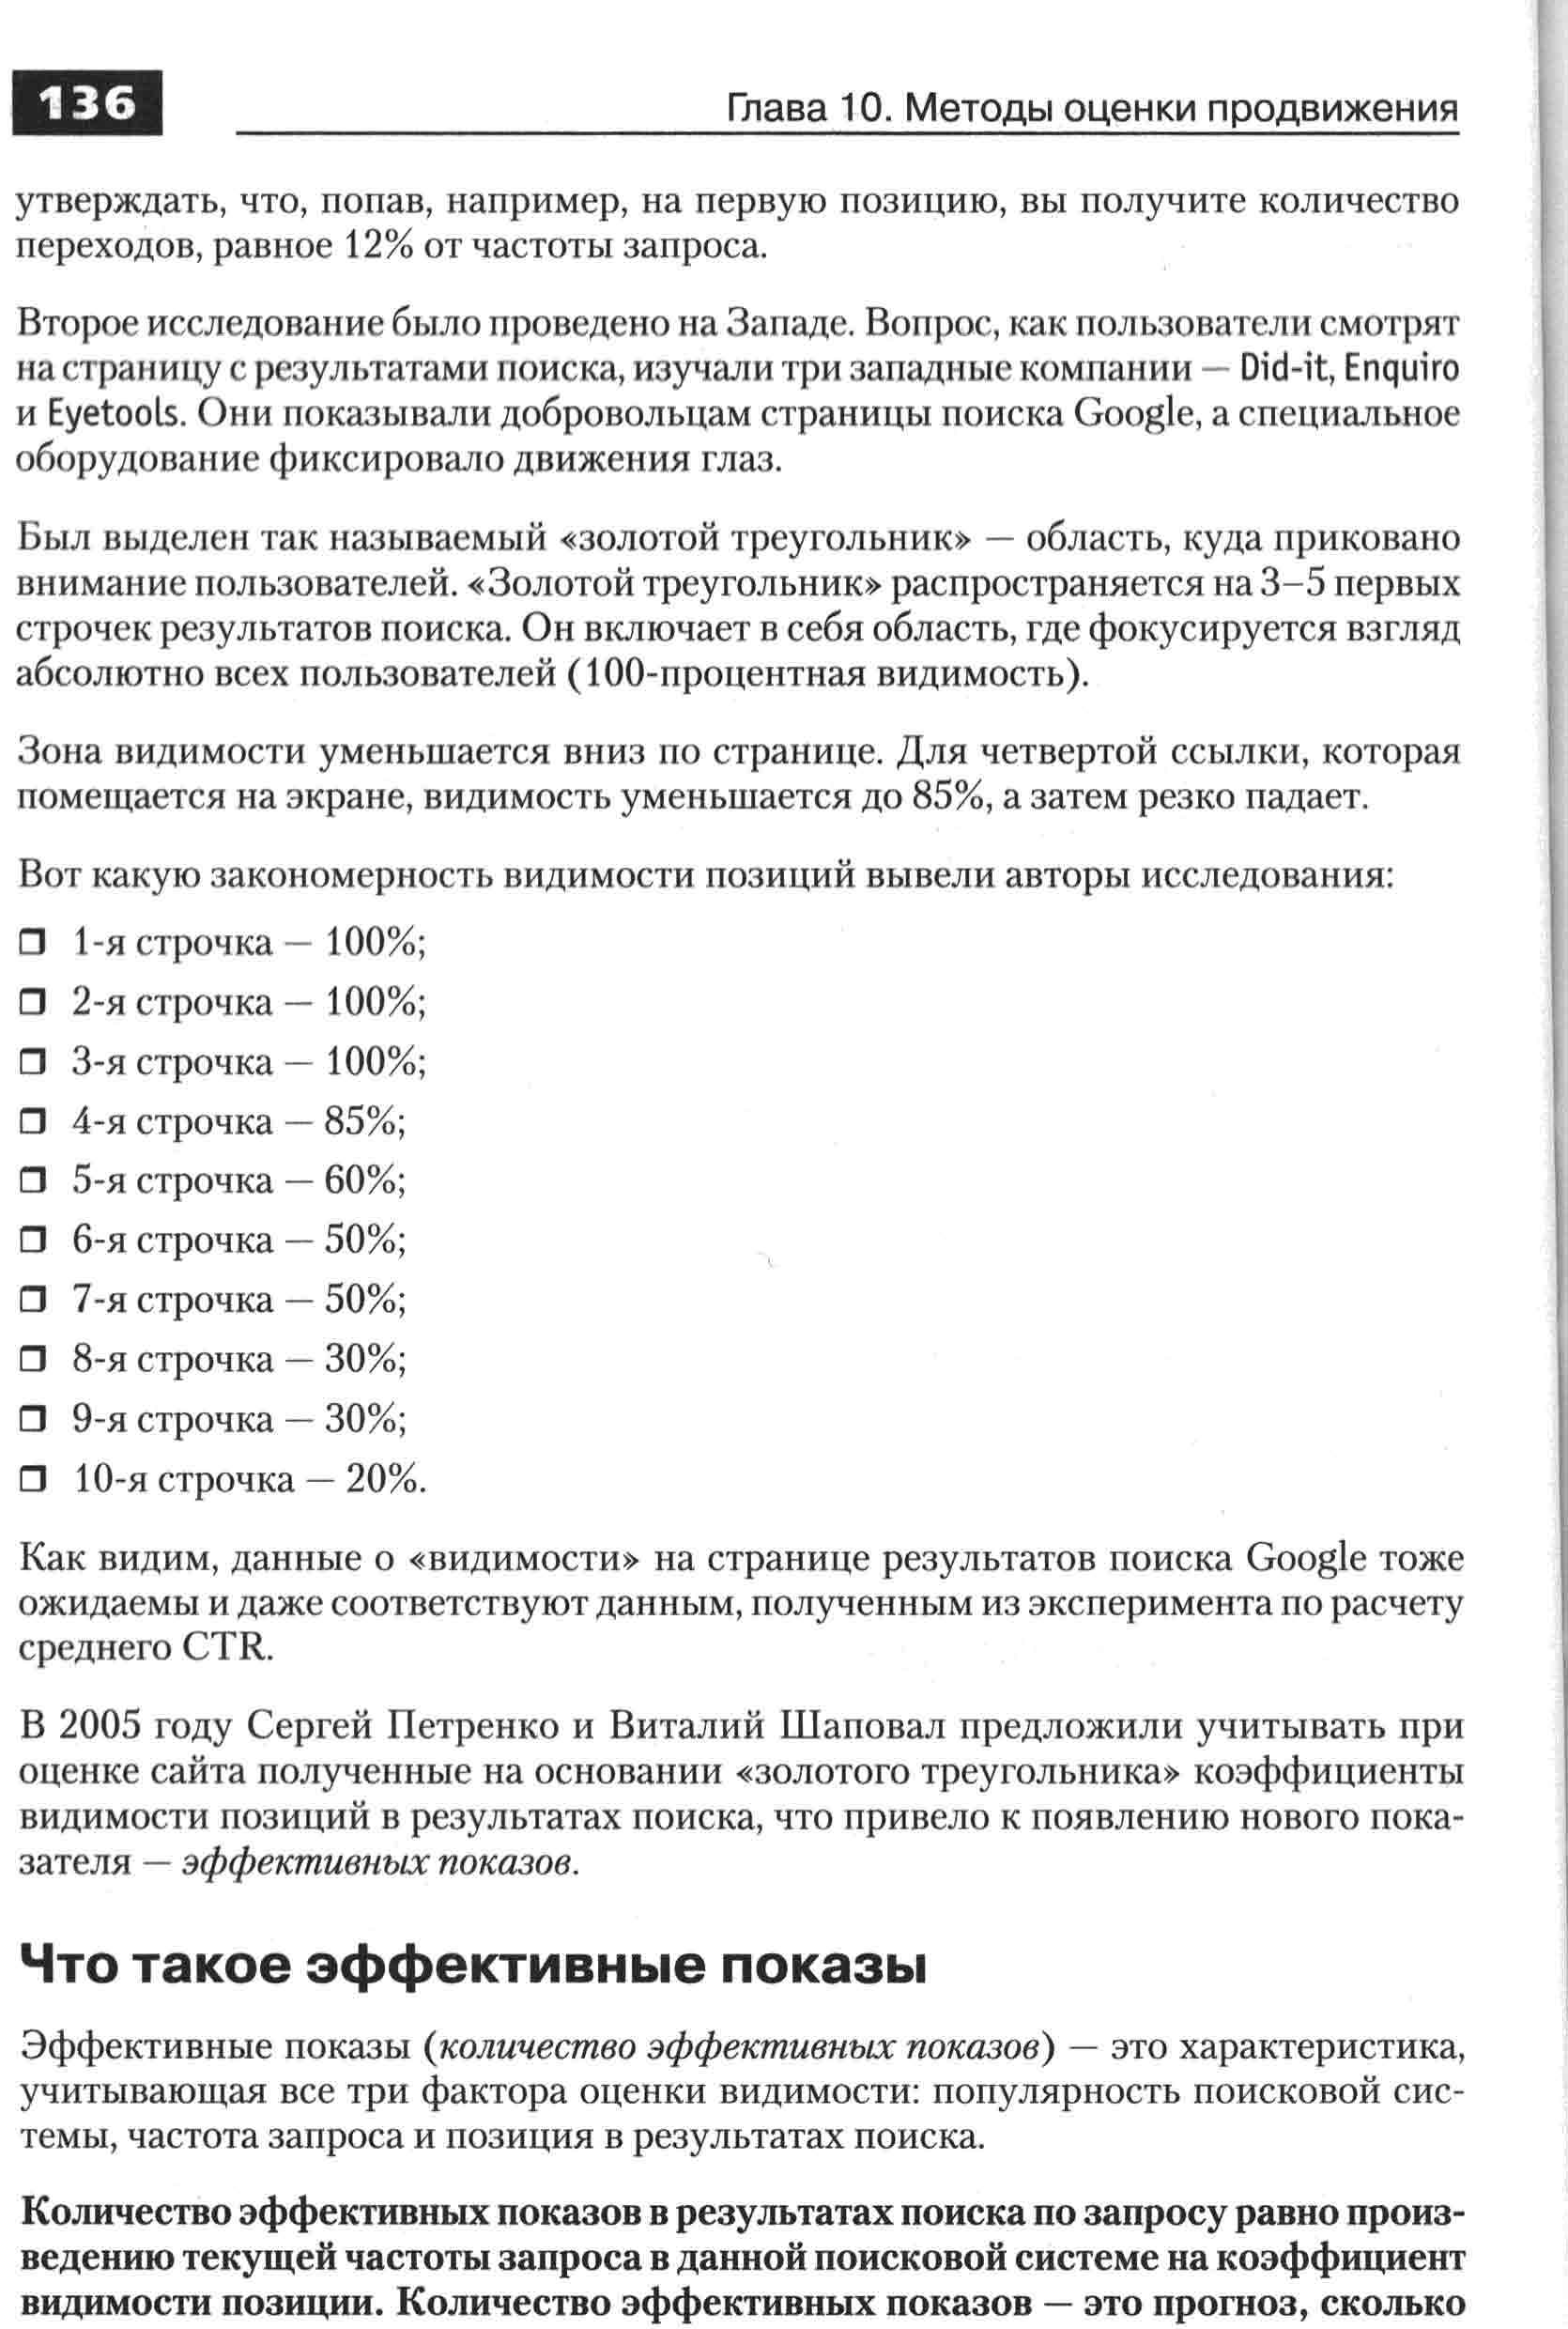 136
Глава 10. Методы оценки продвижения
утверждать, что, попав, например, на первую позицию, вы получите количество
переходов, равное 12% от частоты запроса.
Второе исследование было проведено на Западе. Вопрос, как пользователи смотрят
на страницу с результатами поиска, изучали три западные компании — Did-it, Enquiro
и Eyetools. Они показывали добровольцам страницы поиска Google, а специальное
оборудование фиксировало движения глаз.
Был выделен так называемый «золотой треугольник» — область, куда приковано
внимание пользователей. «Золотой треугольник» распространяется на 3–5 первых
строчек результатов поиска. Он включает в себя область, где фокусируется взгляд
абсолютно всех пользователей (100-процентная видимость).
Зона видимости уменьшается вниз по странице. Для четвертой ссылки, которая
помещается на экране, видимость уменьшается до 85%, а затем резко падает.
Вот какую закономерность видимости позиций вывели авторы исследования:
❒ 1-я строчка — 100%;
❒ 2-я строчка — 100%;
❒ 3-я строчка — 100%;
❒ 4-я строчка — 85%;
❒ 5-я строчка — 60%;
❒ 6-я строчка — 50%;
❒ 7-я строчка — 50%;
❒ 8-я строчка — 30%;
❒ 9-я строчка — 30%;
❒ 10-я строчка — 20%.
Как видим, данные о «видимости» на странице результатов поиска Google тоже
ожидаемы и даже соответствуют данным, полученным из эксперимента по расчету
среднего CTR.
В 2005 году Сергей Петренко и Виталий Шаповал предложили учитывать при
оценке сайта полученные на основании «золотого треугольника» коэффициенты
видимости позиций в результатах поиска, что привело к появлению нового пока-
зателя — эффективных показов.
Что такое эффективные показы
Эффективные показы (количество эффективных показов) — это характеристика,
учитывающая все три фактора оценки видимости: популярность поисковой сис-
темы, частота запроса и позиция в результатах поиска.
Количество эффективных показов в результатах поиска по запросу равно произ-
ведению текущей частоты запроса в данной поисковой системе на коэффициент
видимости позиции. Количество эффективных показов — это прогноз, сколько